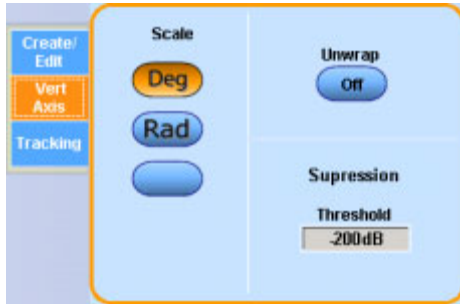 Create/
Edit
Vert
Axis
Tracking
Scale
Deg
Rad
Unwrap
Off
Supression
Threshold
-200dB